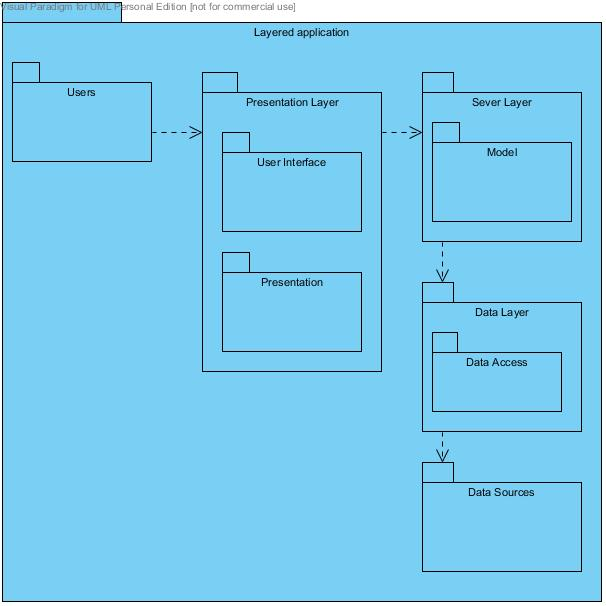 Visual Paradigm for UML Personal Edition [not for commercial use]
Layered application
Users
Presentation Layer
User Interface
Presentation
Sever Layer
Model
Data Layer
Data Access
Data Sources